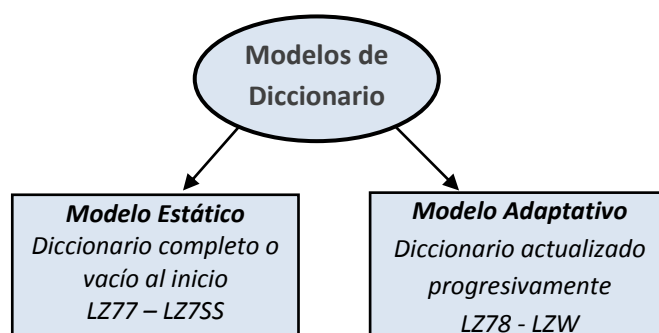 Modelos de
Diccionario
Modelo Estático
Diccionario completo o
vacío al inicio
LZ77 – LZ7SS
Modelo Adaptativo
Diccionario actualizado
progresivamente
LZ78 - LZW